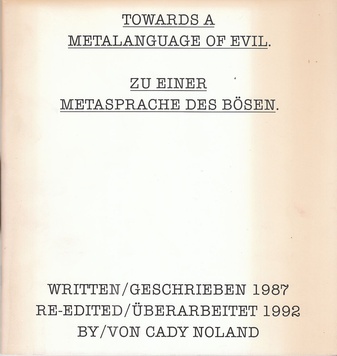 TOWARDS A
METALANGUAGE OF EVIL.
ZU EINER
METASPRACHE DES BÖSEN.
WRITTEN/GESCHRIEBEN 1987
RE-EDITED/ÜBERARBEITET 1992
BY/VON CADY NOLAND